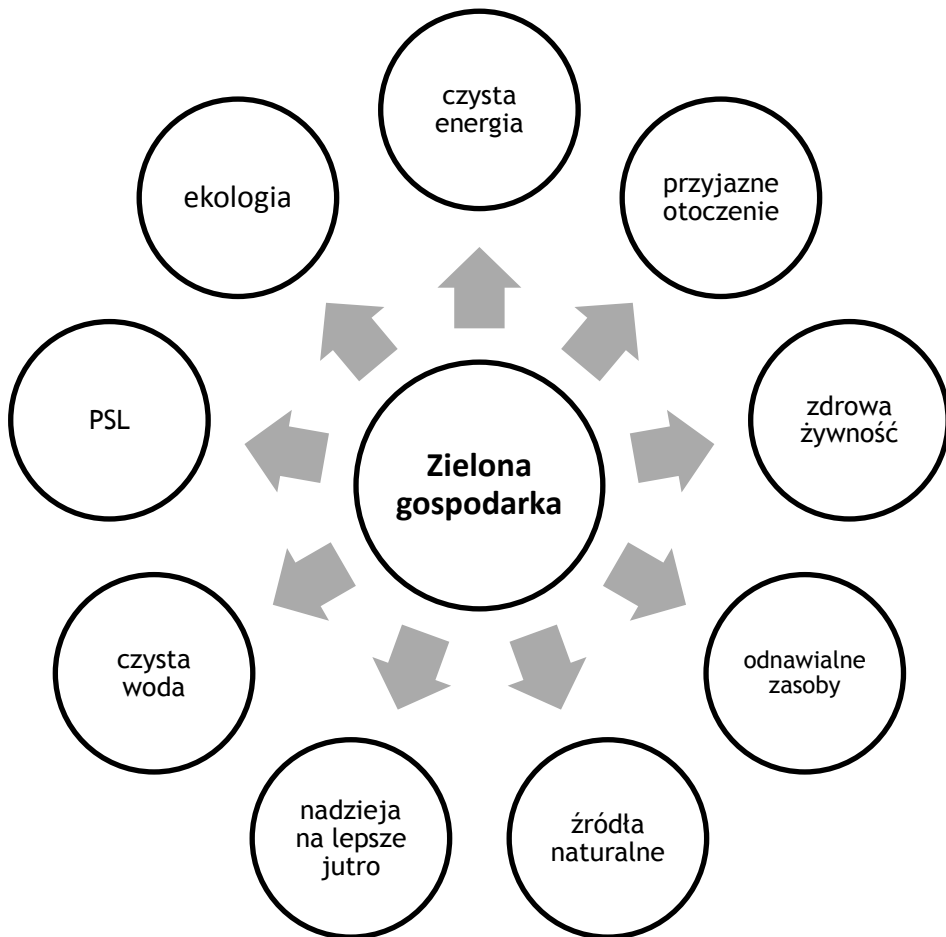 czysta
energia
przyjazne
otoczenie
zdrowa
żywność
odnawialne
zasoby
źródła
naturalne
nadzieja
na lepsze
jutro
czysta
woda
PSL
ekologia
Zielona
gospodarka